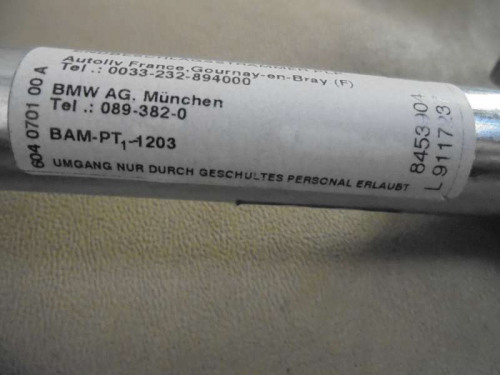 Autoliv France,Gournay-en-Bray (F)
Tel .: 0033-232-894000
BMW AG, München
Tel .: 089-382-0
BAM-PT₁-1203
UMGANG NUR DURCH GESCHULTES PERSONAL ERLAUBT
604 0701 00 A